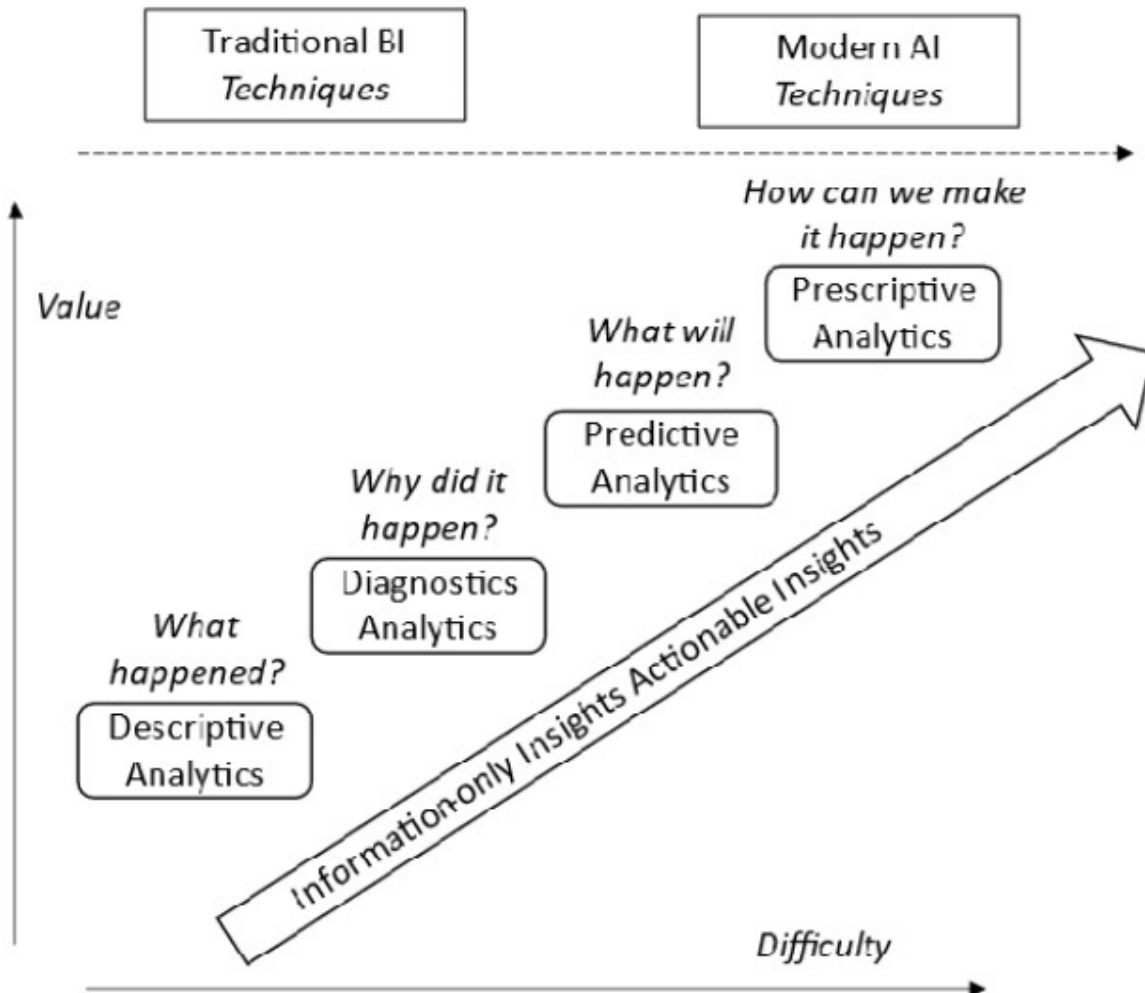 Traditional BI
Techniques
Modern AI
Techniques
How can we make
it happen?
Prescriptive
Analytics
Value
What will
happen?
Predictive
Analytics
Why did it
happen?
Diagnostics
Analytics
What
happened?
Descriptive
Analytics
Information-only Insights Actionable Insights
Difficulty